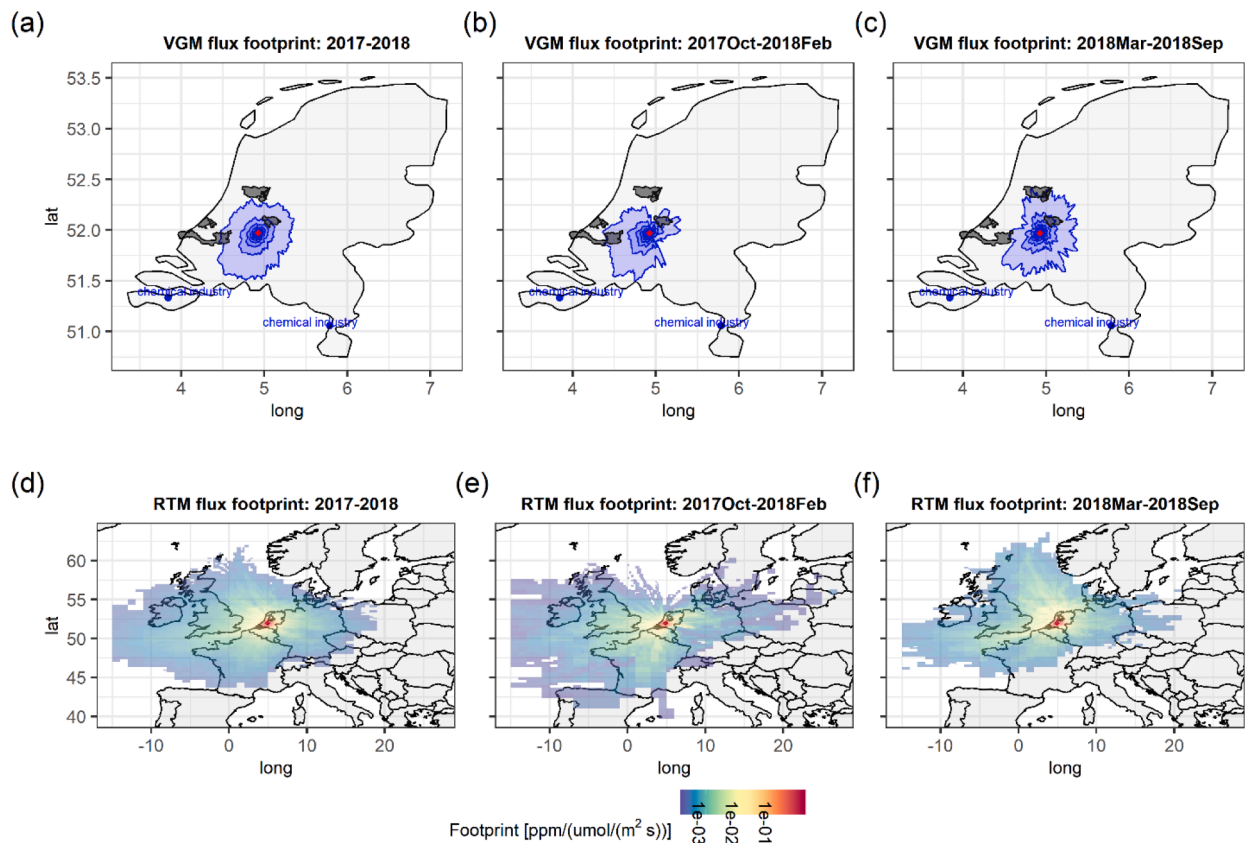 (a)
(b)
(c)
VGM flux footprint: 2017-2018
VGM flux footprint: 2017Oct-2018Feb
VGM flux footprint: 2018Mar-2018Sep
53.5
53.0
52.5
52.0
51.5
51.0
lat
chemical industry
chemical industry
chemical industry
chemical industry
chemical industry
chemical industry
4 5 6 7
4 5 6 7
4 5 6 7
long
long
long
(d)
(e)
(f)
RTM flux footprint: 2017-2018
RTM flux footprint: 2017Oct-2018Feb
RTM flux footprint: 2018Mar-2018Sep
60
55
50
45
40
lat
-10 0 10 20
-10 0 10 20
-10 0 10 20
long
long
long
Footprint [ppm/(umol/(m² s))]
1e-03
1e-02
1e-01